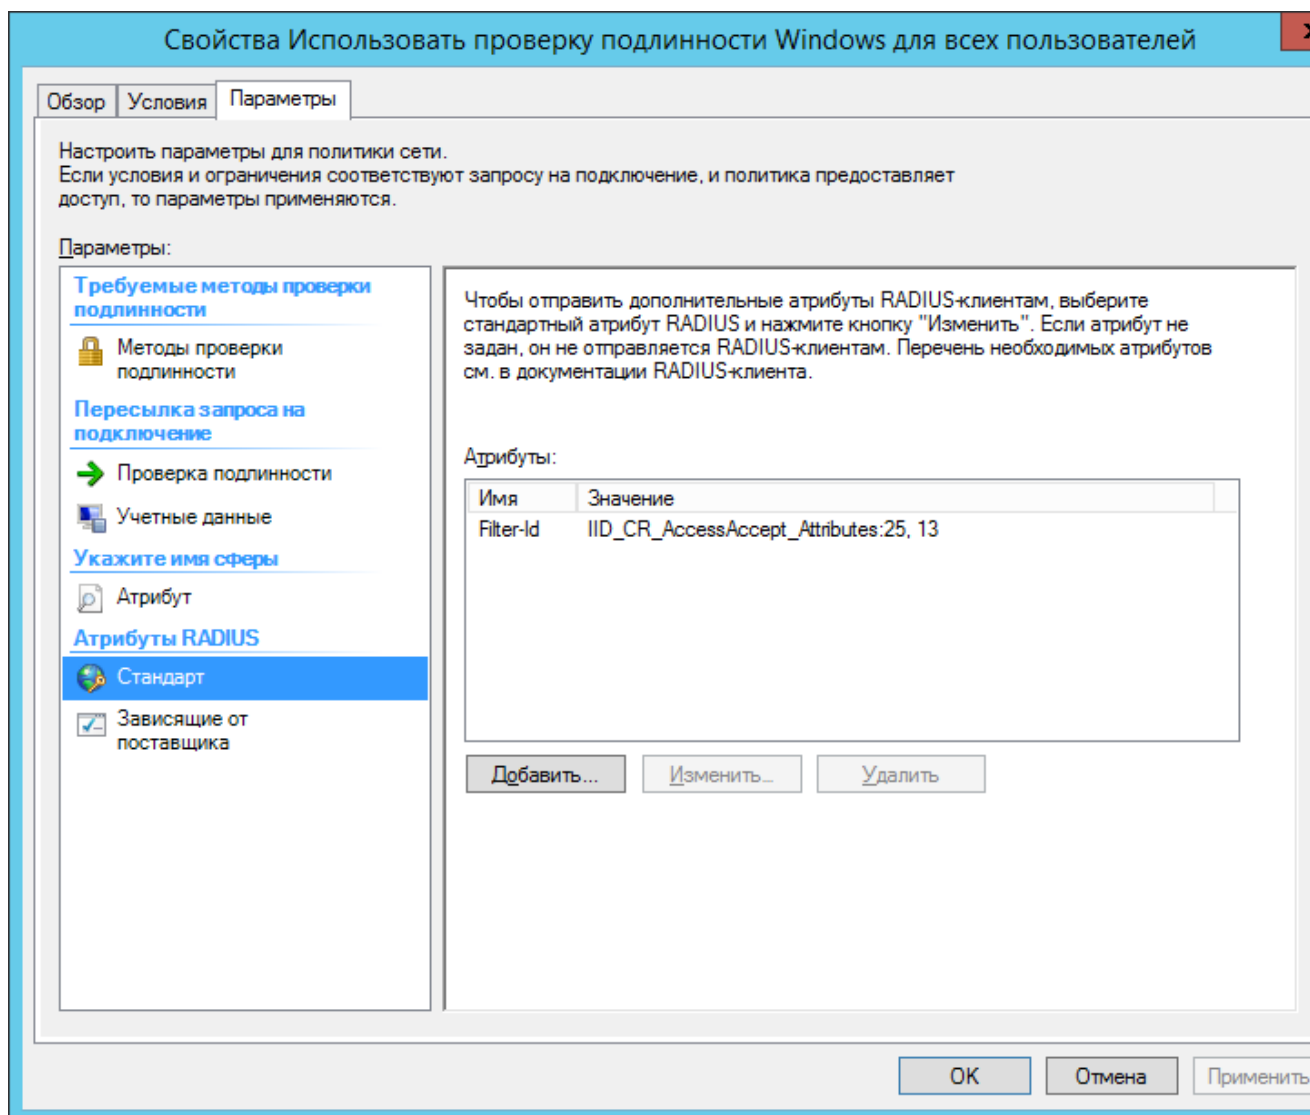 Свойства Использовать проверку подлинности Windows для всех пользователей
Обзор
Условия
Параметры
Настроить параметры для политики сети.
Если условия и ограничения соответствуют запросу на подключение, и политика предоставляет
доступ, то параметры применяются.
Параметры:
Требуемые методы проверки
подлинности
Методы проверки
подлинности
Пересылка запроса на
подключение
Проверка подлинности
Учетные данные
Укажите имя сферы
Атрибут
Атрибуты RADIUS
Стандарт
Зависящие от
поставщика
Чтобы отправить дополнительные атрибуты RADIUS-клиентам, выберите
стандартный атрибут RADIUS и нажмите кнопку "Изменить". Если атрибут не
задан, он не отправляется RADIUS-клиентам. Перечень необходимых атрибутов
см. в документации RADIUS-клиента.
Атрибуты:
Имя Значение
Filter-Id IID_CR_AccessAccept_Attributes:25, 13
Добавить... Изменить... Удалить
OK Отмена Применить